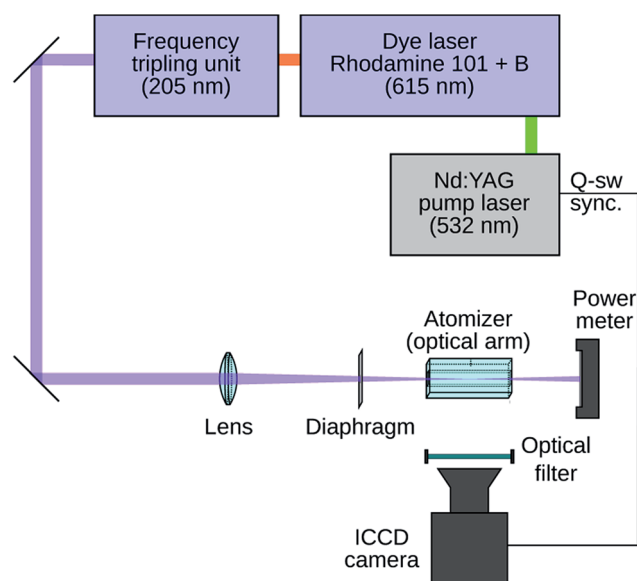 Frequency
tripling unit
(205 nm)
Dye laser
Rhodamine 101 + B
(615 nm)
Nd:YAG
pump laser
(532 nm)
Q-sw
sync.
Power
meter
Atomizer
(optical arm)
Lens
Diaphragm
Optical
filter
ICCD
camera